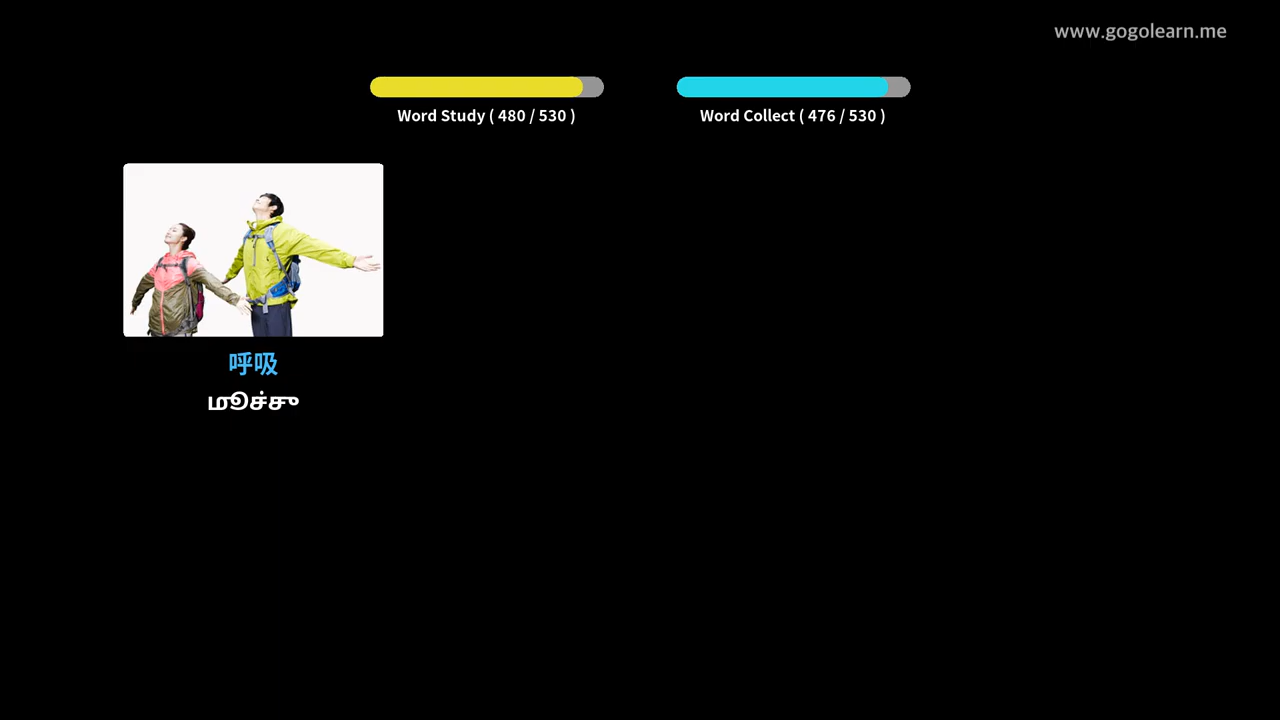 www.gogolearn.me
Word Study ( 480 / 530 )
Word Collect ( 476 / 530 )
呼吸
மூச்சு